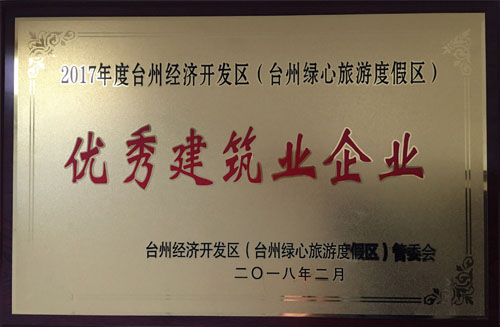 2017年度台州经济开发区（台州绿心旅游度假区）
优秀建筑业企业
台州经济开发区（台州绿心旅游度假区）管委会
二〇一八年二月